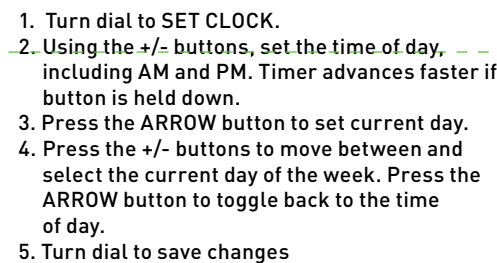 1. Turn dial to SET CLOCK.
2. Using the +/- buttons, set the time of day,
including AM and PM. Timer advances faster if
button is held down.
3. Press the ARROW button to set current day.
4. Press the +/- buttons to move between and
select the current day of the week. Press the
ARROW button to toggle back to the time
of day.
5. Turn dial to save changes